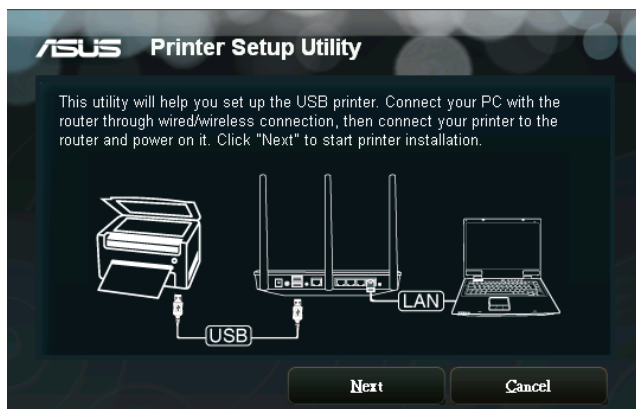 ASUS Printer Setup Utility
This utility will help you set up the USB printer. Connect your PC with the
router through wired/wireless connection, then connect your printer to the
router and power on it. Click "Next" to start printer installation.
LAN
USB
Next Cancel